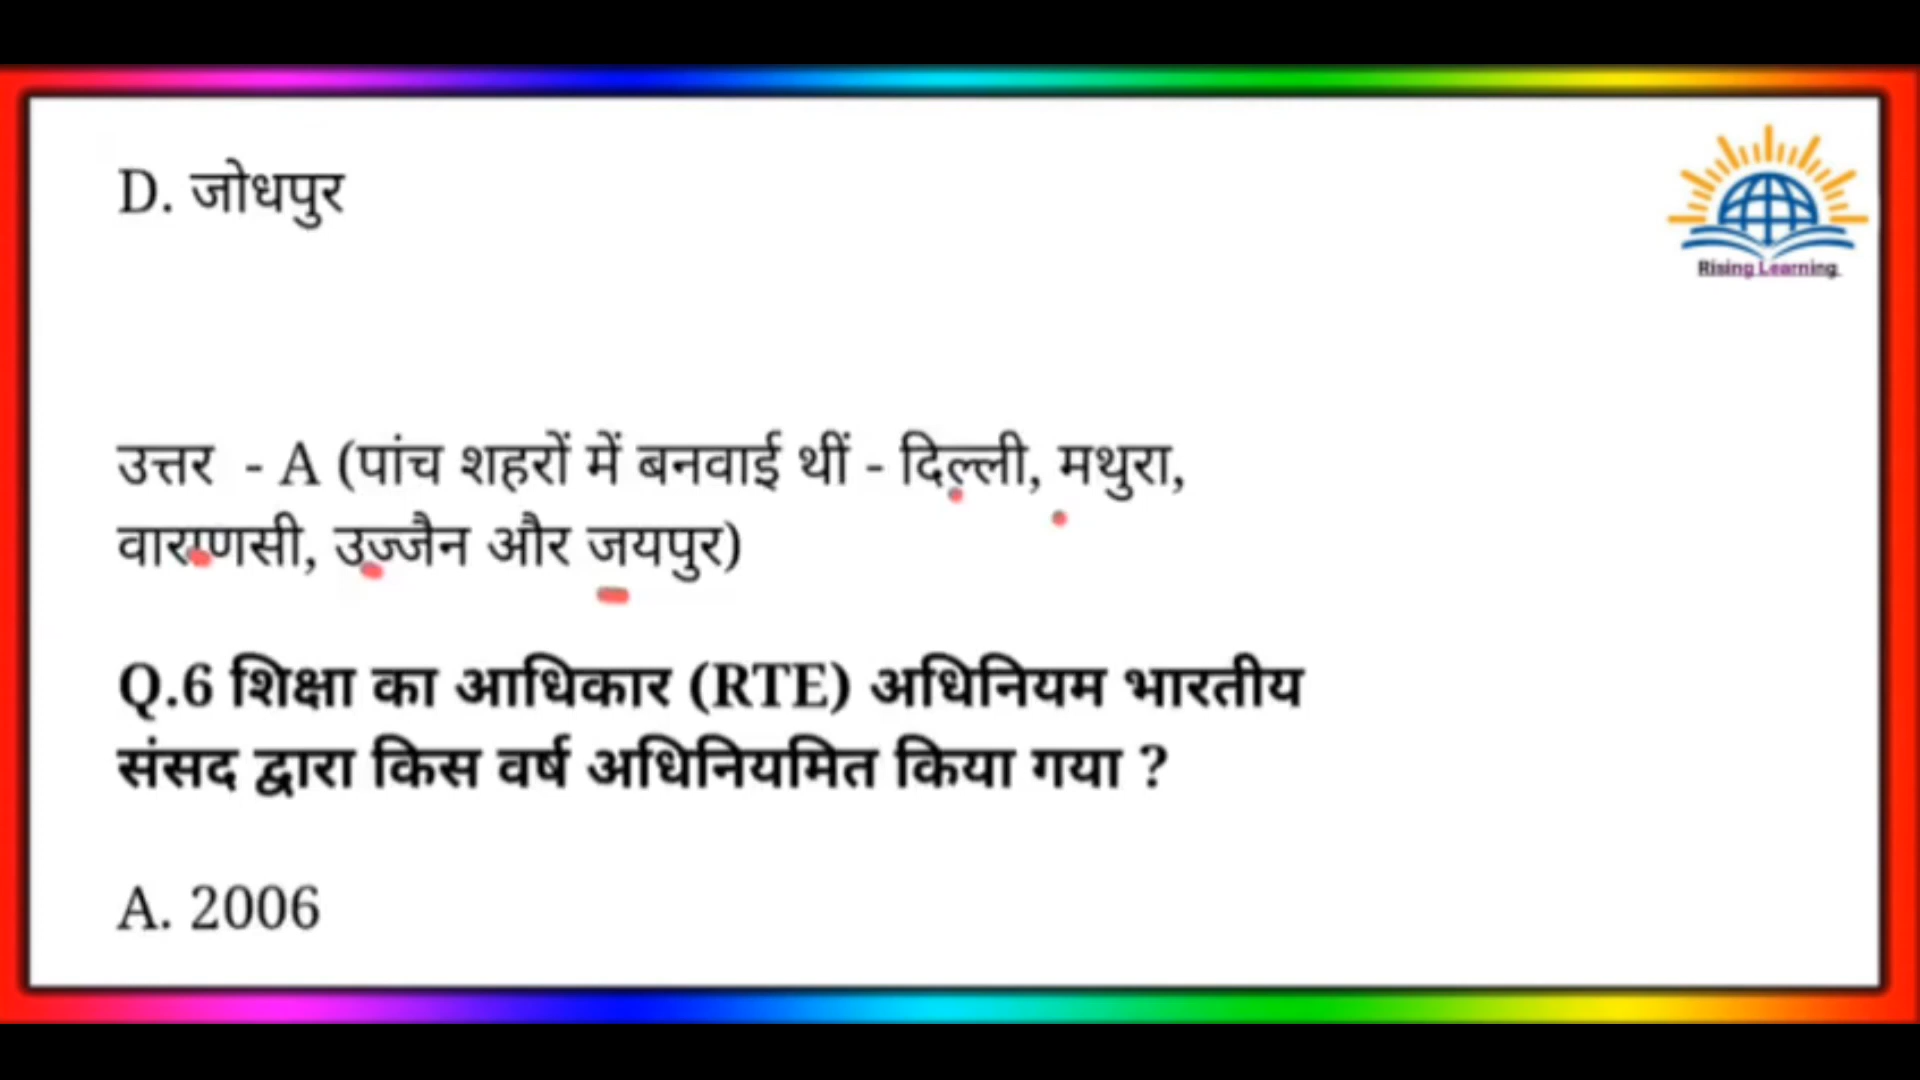 D. जोधपुर
Rising Learning.
उत्तर - A (पांच शहरों में बनवाई थीं - दिल्ली, मथुरा,
वाराणसी, उज्जैन और जयपुर)
Q.6 शिक्षा का आधिकार (RTE) अधिनियम भारतीय
संसद द्वारा किस वर्ष अधिनियमित किया गया ?
A. 2006